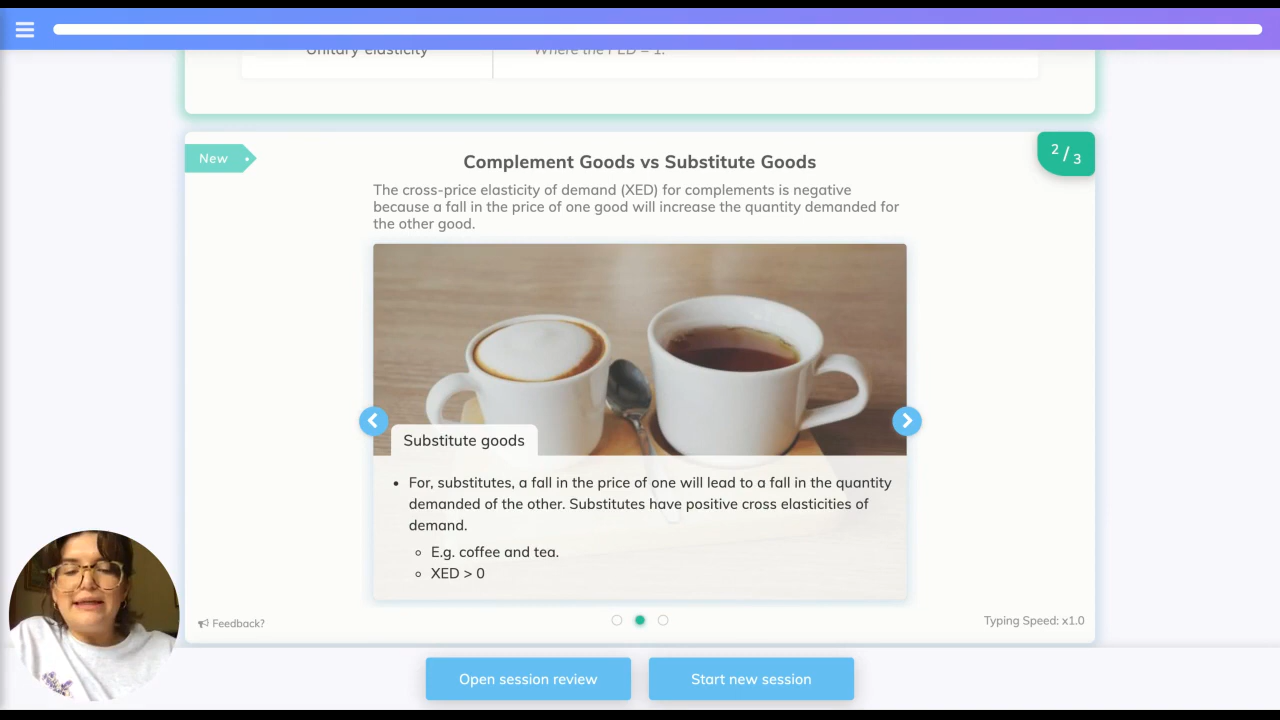 Unitary elasticity
Where the PED = 1.
New
Complement Goods vs Substitute Goods
2 / 3
The cross-price elasticity of demand (XED) for complements is negative
because a fall in the price of one good will increase the quantity demanded for
the other good.
Substitute goods
• For, substitutes, a fall in the price of one will lead to a fall in the quantity
demanded of the other. Substitutes have positive cross elasticities of
demand.
◦ E.g. coffee and tea.
◦ XED > 0
Feedback?
Typing Speed: x1.0
Open session review
Start new session